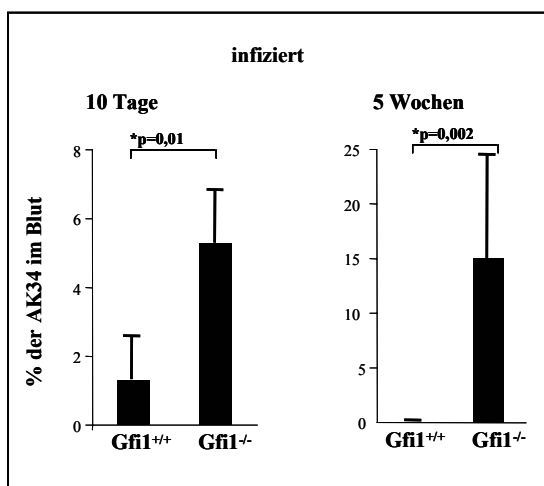 infiziert
10 Tage
5 Wochen
*p=0,01
*p=0,002
% der AK34 im Blut
8
6
4
2
0
25
20
15
10
5
0
Gfi1+/+
Gfi1-/-
Gfi1+/+
Gfi1-/-